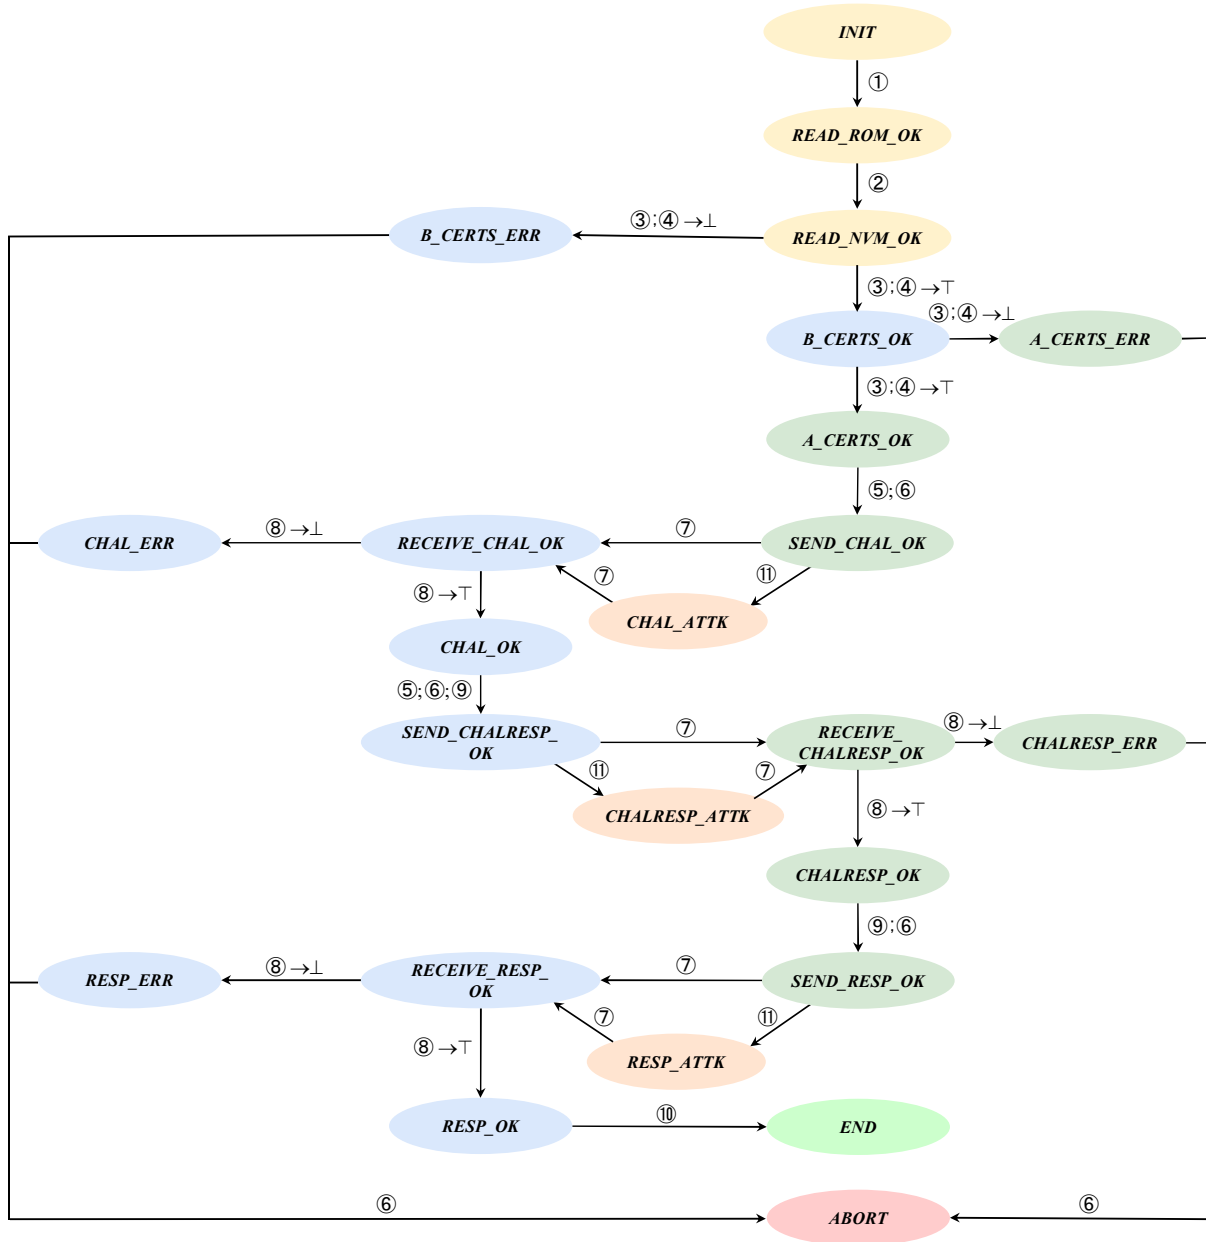 INIT
①
READ_ROM_OK
②
B_CERTS_ERR
③;④→⊥
READ_NVM_OK
③;④→⊤
③;④→⊥
B_CERTS_OK
A_CERTS_ERR
③;④→⊤
A_CERTS_OK
⑤;⑥
CHAL_ERR
⑧→⊥
RECEIVE_CHAL_OK
⑦
SEND_CHAL_OK
⑦
⑪
⑧→⊤
CHAL_ATTK
CHAL_OK
⑤;⑥;⑨
SEND_CHALRESP_
OK
⑦
RECEIVE_
CHALRESP_OK
⑧→⊥
CHALRESP_ERR
⑪
⑦
CHALRESP_ATTK
⑧→⊤
CHALRESP_OK
⑨;⑥
RESP_ERR
⑧→⊥
RECEIVE_RESP_
OK
⑦
SEND_RESP_OK
⑦
⑪
⑧→⊤
RESP_ATTK
RESP_OK
⑩
END
⑥
ABORT
⑥